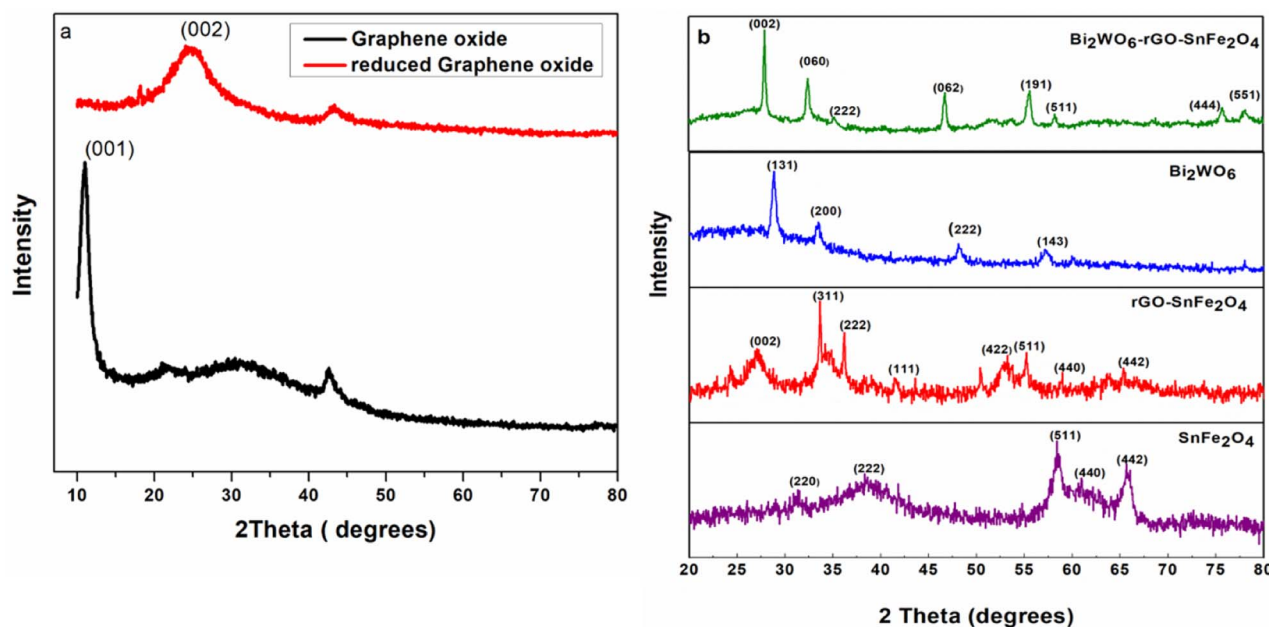 a
(002)
Graphene oxide
reduced Graphene oxide
(001)
Intensity
10 20 30 40 50 60 70 80
2Theta ( degrees)
b
(002)
Bi2WO6-rGO-SnFe2O4
(060)
(222)
(062)
(191)
(511)
(444)
(551)
(131)
Bi2WO6
(200)
(222)
(143)
Intensity
(311)
rGO-SnFe2O4
(002)
(222)
(111)
(422)
(511)
(440)
(442)
SnFe2O4
(220)
(222)
(511)
(440)
(442)
20 25 30 35 40 45 50 55 60 65 70 75 80
2 Theta (degrees)